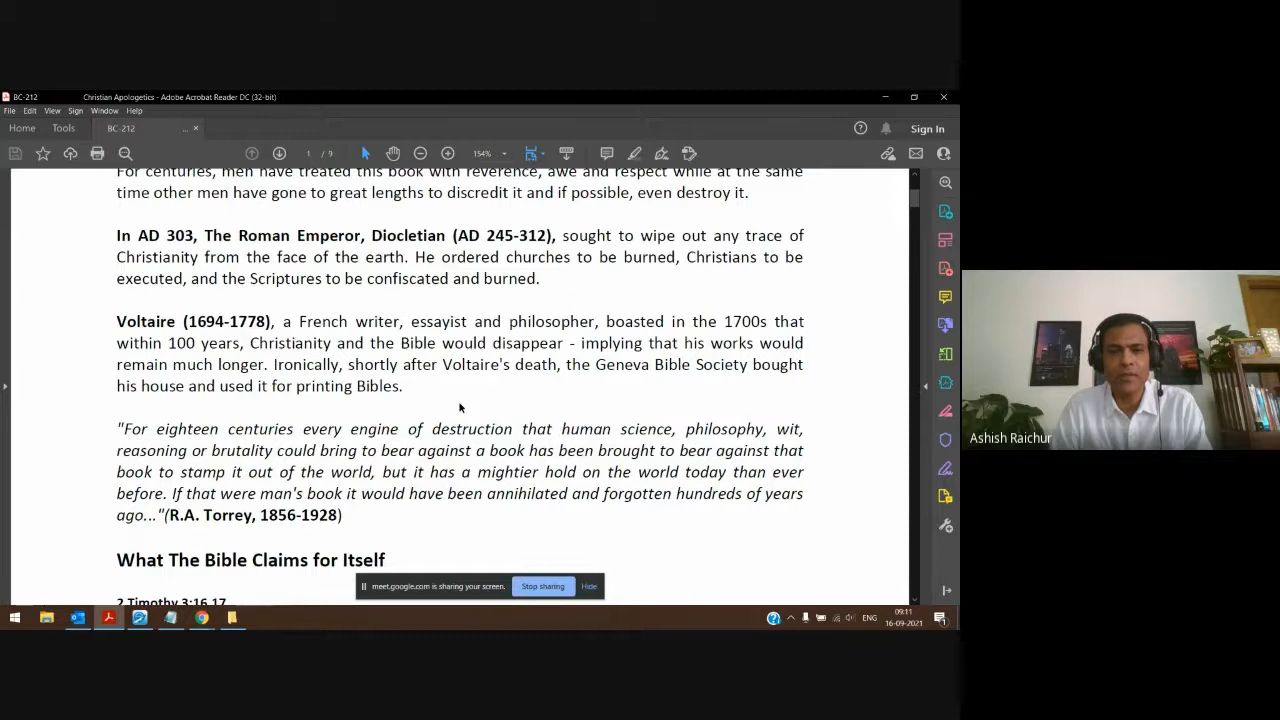 BC-212 Christian Apologetics - Adobe Acrobat Reader DC (32-bit)
File Edit View Sign Window Help
Home Tools BC-212 ... × Sign In
1 / 9 154%
For centuries, men have treated this book with reverence, awe and respect while at the same
time other men have gone to great lengths to discredit it and if possible, even destroy it.
In AD 303, The Roman Emperor, Diocletian (AD 245-312), sought to wipe out any trace of
Christianity from the face of the earth. He ordered churches to be burned, Christians to be
executed, and the Scriptures to be confiscated and burned.
Voltaire (1694-1778), a French writer, essayist and philosopher, boasted in the 1700s that
within 100 years, Christianity and the Bible would disappear - implying that his works would
remain much longer. Ironically, shortly after Voltaire's death, the Geneva Bible Society bought
his house and used it for printing Bibles.
"For eighteen centuries every engine of destruction that human science, philosophy, wit,
reasoning or brutality could bring to bear against a book has been brought to bear against that
book to stamp it out of the world, but it has a mightier hold on the world today than ever
before. If that were man's book it would have been annihilated and forgotten hundreds of years
ago..."(R.A. Torrey, 1856-1928)
What The Bible Claims for Itself
meet.google.com is sharing your screen. Stop sharing Hide
2 Timothy 3:16,17
Ashish Raichur
ENG
09:11
16-09-2021